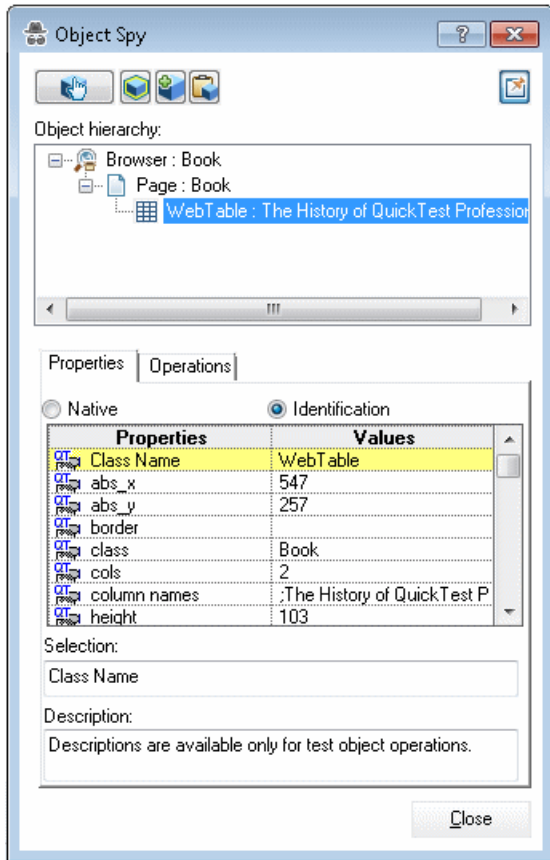 Object Spy
Object hierarchy:
Browser : Book
Page : Book
WebTable : The History of QuickTest Profession
Properties Operations
Native Identification
Properties Values
Class Name WebTable
abs_x 547
abs_y 257
border
class Book
cols 2
column names ;The History of QuickTest P
height 103
Selection:
Class Name
Description:
Descriptions are available only for test object operations.
Close